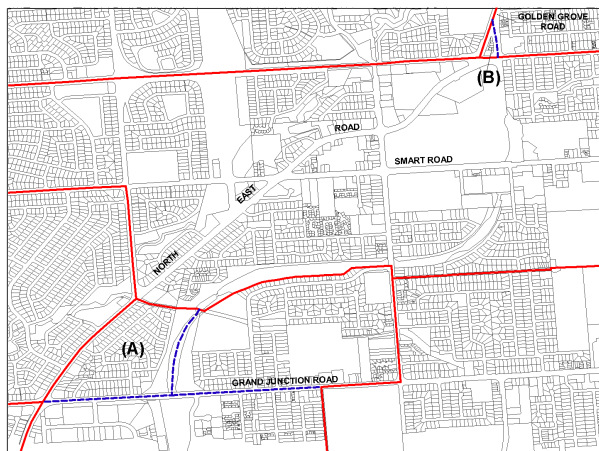 GOLDEN GROVE
ROAD
(B)
ROAD
SMART ROAD
EAST
NORTH
(A)
GRAND JUNCTION ROAD